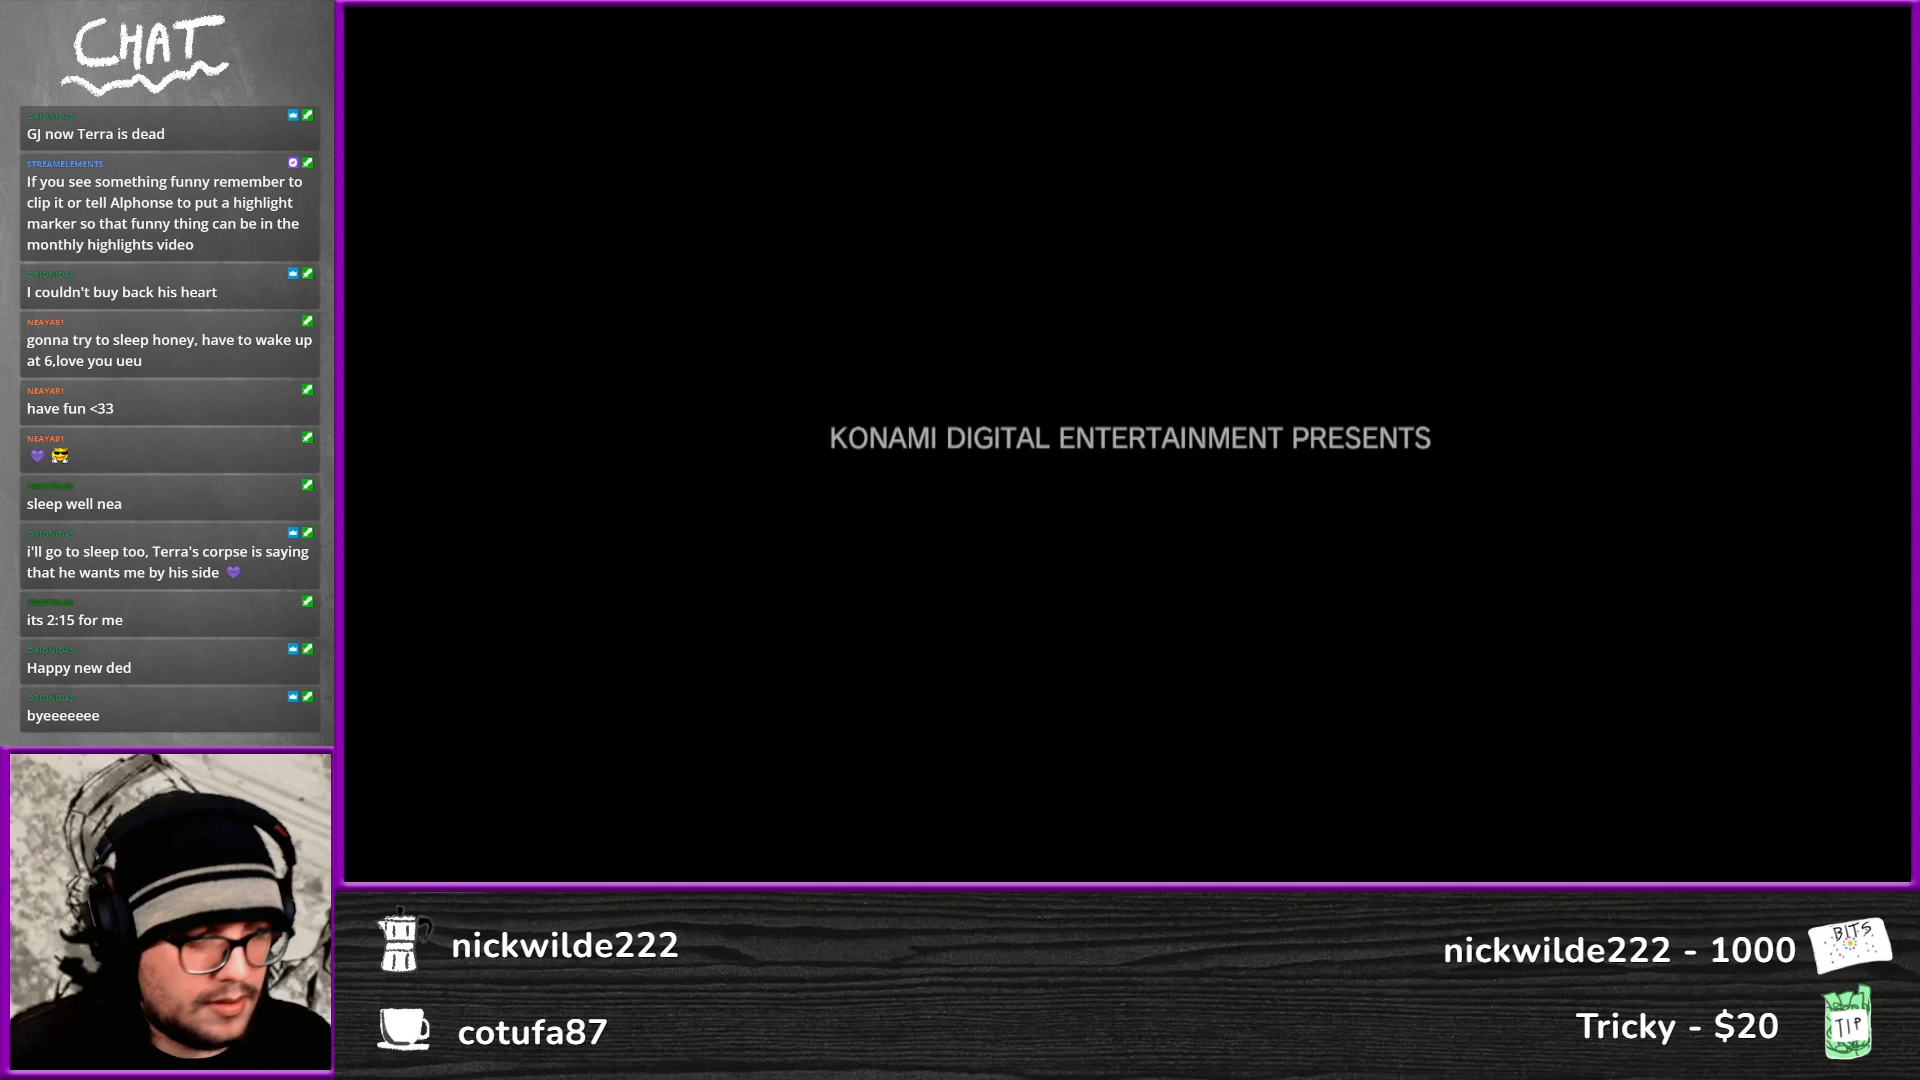 CHAT
ORIONID4S
GJ now Terra is dead
STREAMELEMENTS
If you see something funny remember to
clip it or tell Alphonse to put a highlight
marker so that funny thing can be in the
monthly highlights video
ORIONID4S
I couldn't buy back his heart
NEAYA91
gonna try to sleep honey, have to wake up
at 6,love you ueu
NEAYA91
have fun <33
NEAYA91
sleep well nea
ORIONID4S
i'll go to sleep too, Terra's corpse is saying
that he wants me by his side
its 2:15 for me
ORIONID4S
Happy new ded
ORIONID4S
byeeeeeee
KONAMI DIGITAL ENTERTAINMENT PRESENTS
nickwilde222
cotufa87
nickwilde222 - 1000
BITS
Tricky - $20
TIP